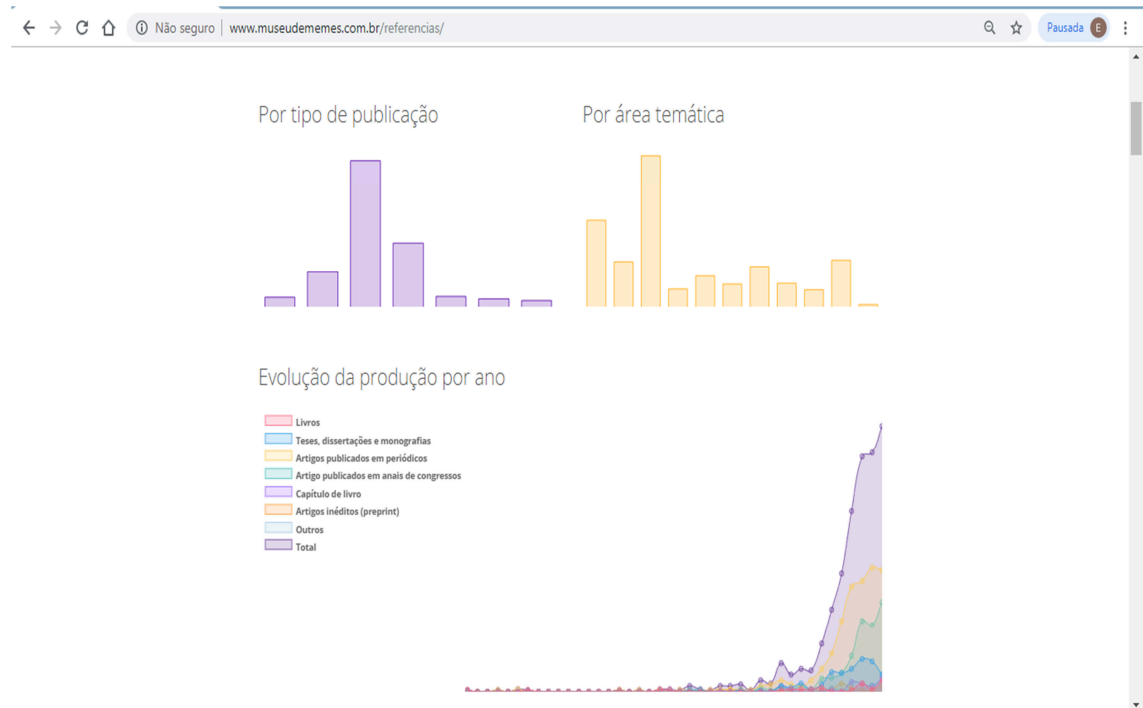 Não seguro
www.museudememes.com.br/referencias/
Pausada
E
Por tipo de publicação
Por área temática
Evolução da produção por ano
Livros
Teses, dissertações e monografias
Artigos publicados em periódicos
Artigo publicados em anais de congressos
Capítulo de livro
Artigos inéditos (preprint)
Outros
Total